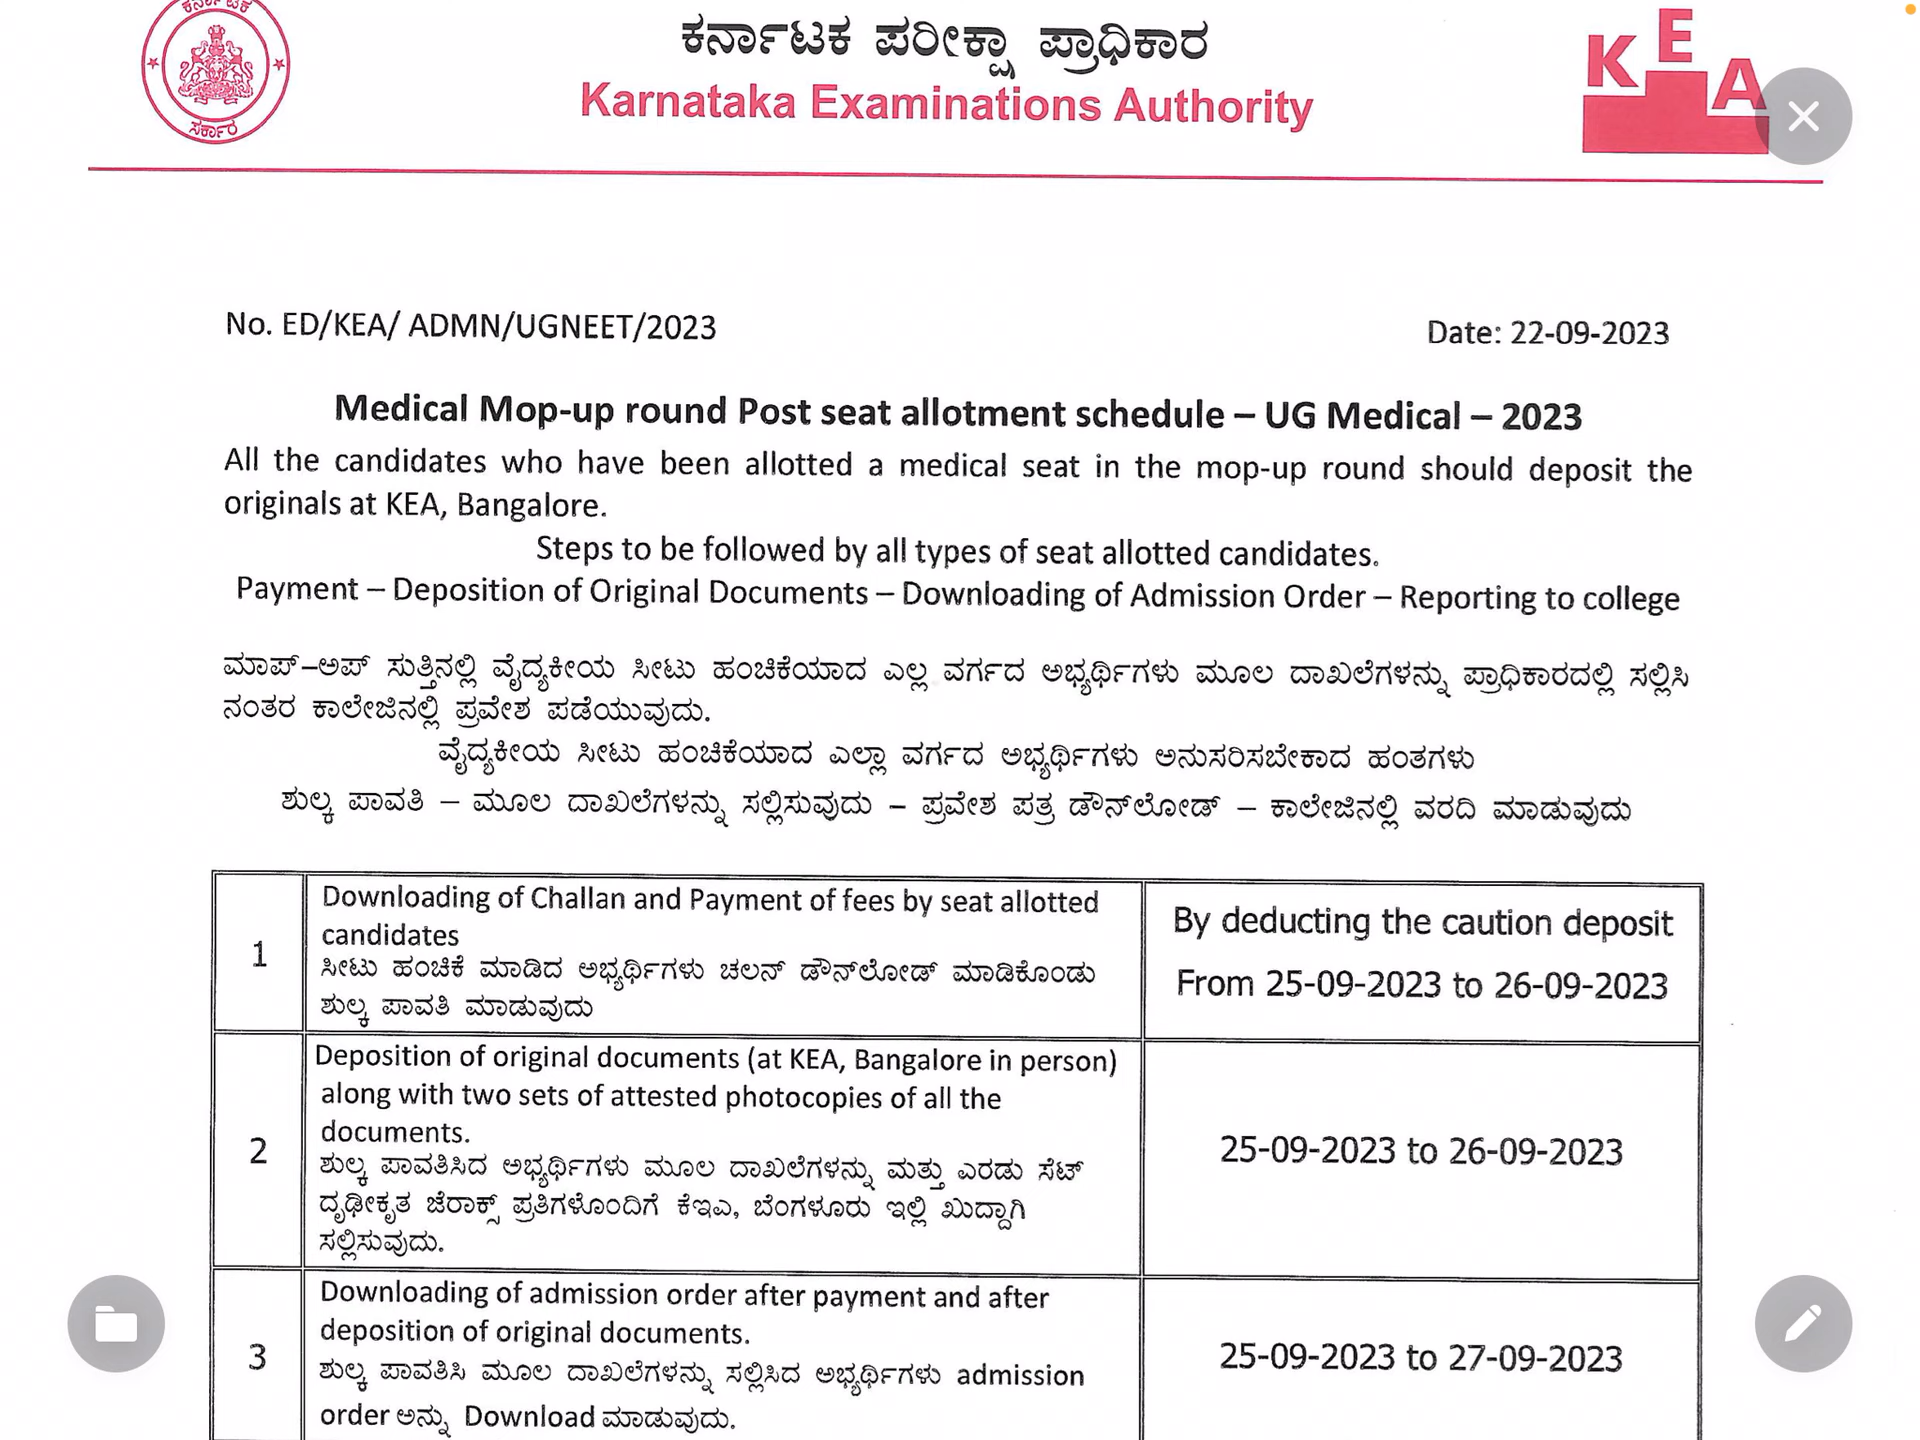 ಕರ್ನಾಟಕ
ಸರ್ಕಾರ
ಕರ್ನಾಟಕ ಪರೀಕ್ಷಾ ಪ್ರಾಧಿಕಾರ
Karnataka Examinations Authority
KEA
No. ED/KEA/ ADMN/UGNEET/2023
Date: 22-09-2023
Medical Mop-up round Post seat allotment schedule – UG Medical – 2023
All the candidates who have been allotted a medical seat in the mop-up round should deposit the
originals at KEA, Bangalore.
Steps to be followed by all types of seat allotted candidates.
Payment – Deposition of Original Documents – Downloading of Admission Order – Reporting to college
ಮಾಪ್–ಅಪ್ ಸುತ್ತಿನಲ್ಲಿ ವೈದ್ಯಕೀಯ ಸೀಟು ಹಂಚಿಕೆಯಾದ ಎಲ್ಲ ವರ್ಗದ ಅಭ್ಯರ್ಥಿಗಳು ಮೂಲ ದಾಖಲೆಗಳನ್ನು ಪ್ರಾಧಿಕಾರದಲ್ಲಿ ಸಲ್ಲಿಸಿ
ನಂತರ ಕಾಲೇಜಿನಲ್ಲಿ ಪ್ರವೇಶ ಪಡೆಯುವುದು.
ವೈದ್ಯಕೀಯ ಸೀಟು ಹಂಚಿಕೆಯಾದ ಎಲ್ಲಾ ವರ್ಗದ ಅಭ್ಯರ್ಥಿಗಳು ಅನುಸರಿಸಬೇಕಾದ ಹಂತಗಳು
ಶುಲ್ಕ ಪಾವತಿ – ಮೂಲ ದಾಖಲೆಗಳನ್ನು ಸಲ್ಲಿಸುವುದು – ಪ್ರವೇಶ ಪತ್ರ ಡೌನ್‌ಲೋಡ್ – ಕಾಲೇಜಿನಲ್ಲಿ ವರದಿ ಮಾಡುವುದು
1
Downloading of Challan and Payment of fees by seat allotted
candidates
ಸೀಟು ಹಂಚಿಕೆ ಮಾಡಿದ ಅಭ್ಯರ್ಥಿಗಳು ಚಲನ್ ಡೌನ್‌ಲೋಡ್ ಮಾಡಿಕೊಂಡು
ಶುಲ್ಕ ಪಾವತಿ ಮಾಡುವುದು
By deducting the caution deposit
From 25-09-2023 to 26-09-2023
2
Deposition of original documents (at KEA, Bangalore in person)
along with two sets of attested photocopies of all the
documents.
ಶುಲ್ಕ ಪಾವತಿಸಿದ ಅಭ್ಯರ್ಥಿಗಳು ಮೂಲ ದಾಖಲೆಗಳನ್ನು ಮತ್ತು ಎರಡು ಸೆಟ್
ದೃಢೀಕೃತ ಜೆರಾಕ್ಸ್ ಪ್ರತಿಗಳೊಂದಿಗೆ ಕೆಇಎ, ಬೆಂಗಳೂರು ಇಲ್ಲಿ ಖುದ್ದಾಗಿ
ಸಲ್ಲಿಸುವುದು.
25-09-2023 to 26-09-2023
3
Downloading of admission order after payment and after
deposition of original documents.
ಶುಲ್ಕ ಪಾವತಿಸಿ ಮೂಲ ದಾಖಲೆಗಳನ್ನು ಸಲ್ಲಿಸಿದ ಅಭ್ಯರ್ಥಿಗಳು admission
order ಅನ್ನು Download ಮಾಡುವುದು.
25-09-2023 to 27-09-2023